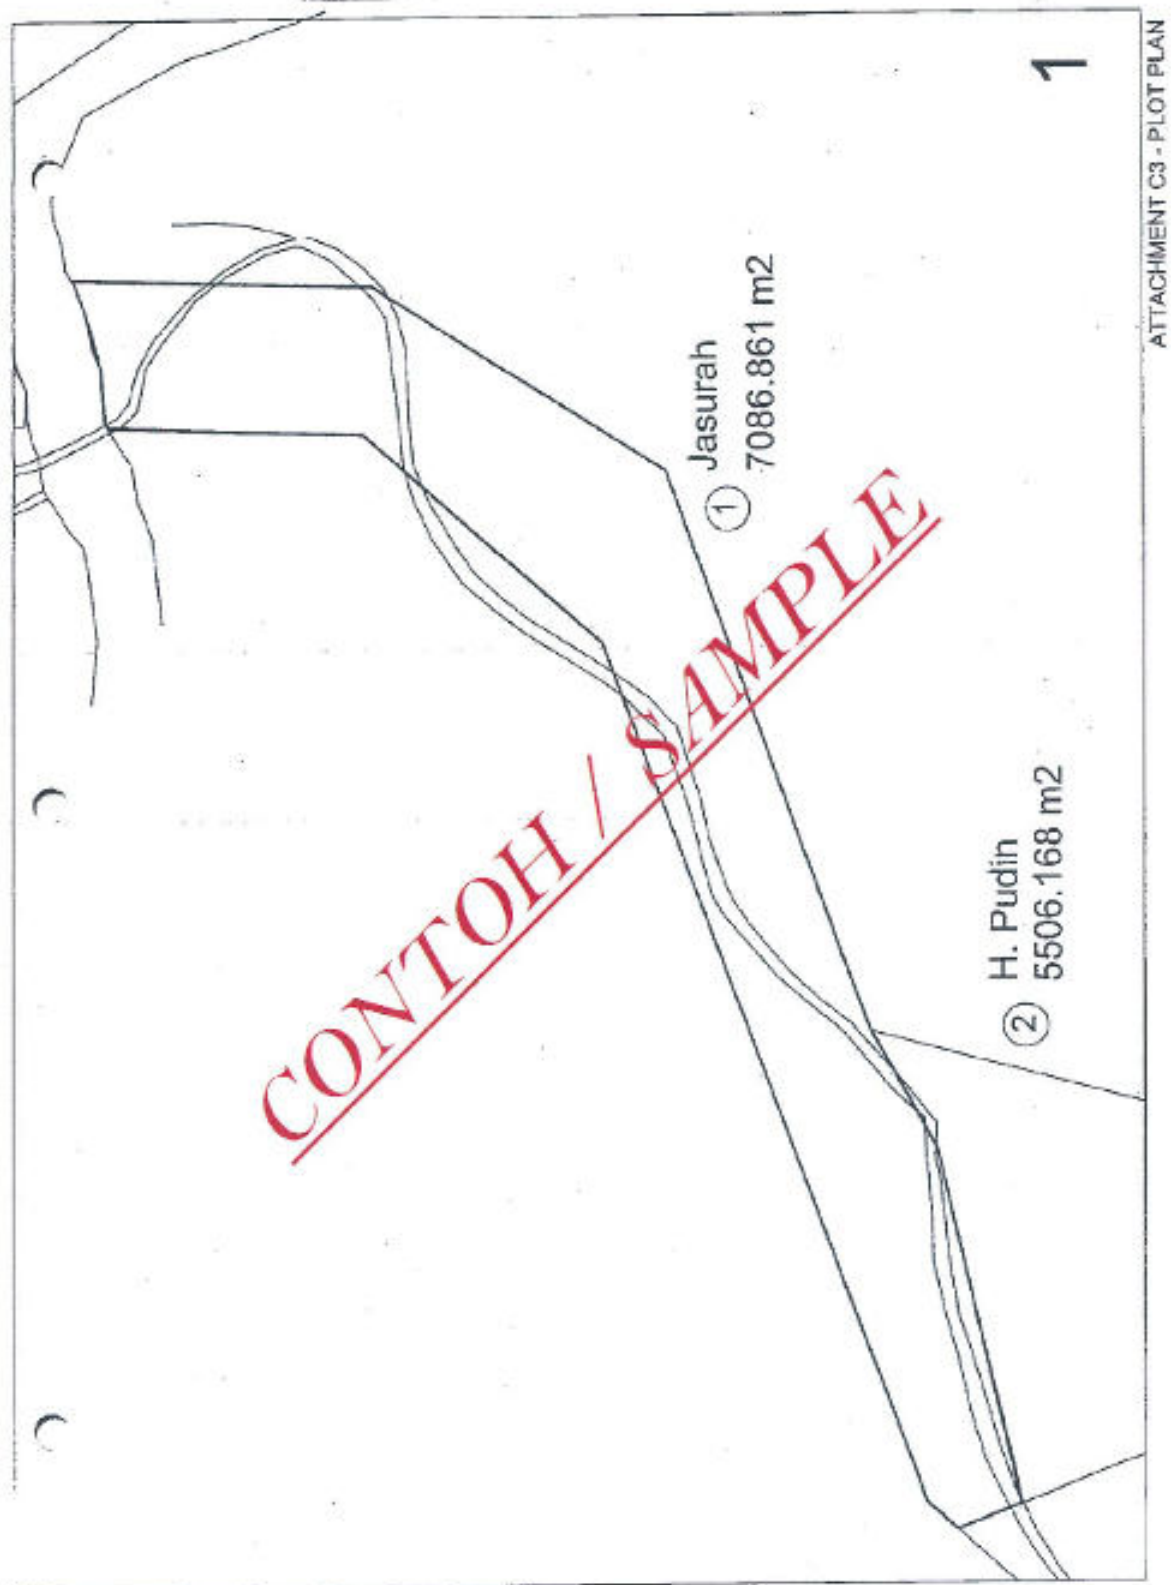 1
① Jasurah
7086.861 m2
② H. Pudin
5506.168 m2
CONTOH / SAMPLE
ATTACHMENT C3 - PLOT PLAN